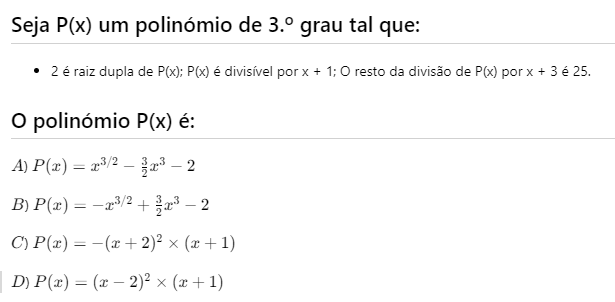 Seja P(x) um polinómio de 3.º grau tal que:
• 2 é raiz dupla de P(x); P(x) é divisível por x + 1; O resto da divisão de P(x) por x + 3 é 25.
O polinómio P(x) é:
A) P(x) = x^{3/2} − \frac{3}{2}x^3 − 2
B) P(x) = −x^{3/2} + \frac{3}{2}x^3 − 2
C) P(x) = −(x + 2)^2 × (x + 1)
D) P(x) = (x − 2)^2 × (x + 1)